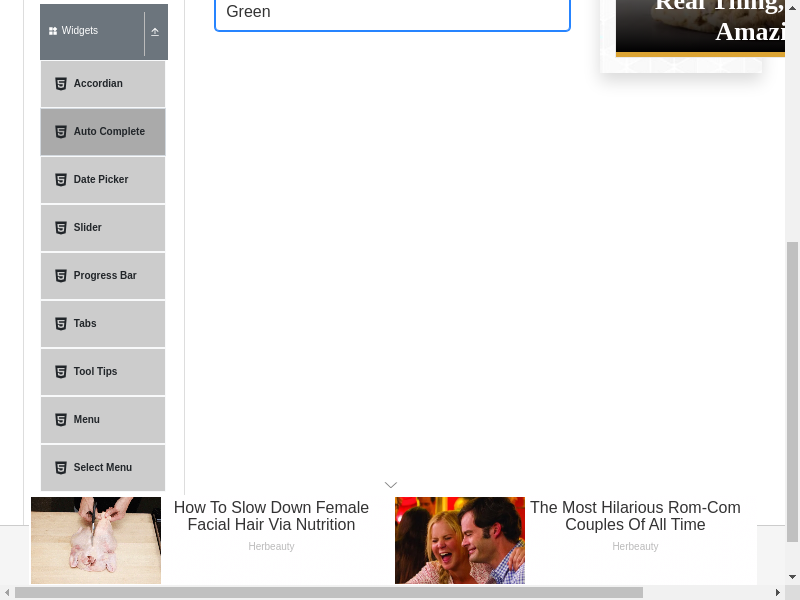 Green
Real Thing,
Amazi
Widgets
Accordian
Auto Complete
Date Picker
Slider
Progress Bar
Tabs
Tool Tips
Menu
Select Menu
How To Slow Down Female
Facial Hair Via Nutrition
Herbeauty
The Most Hilarious Rom-Com
Couples Of All Time
Herbeauty